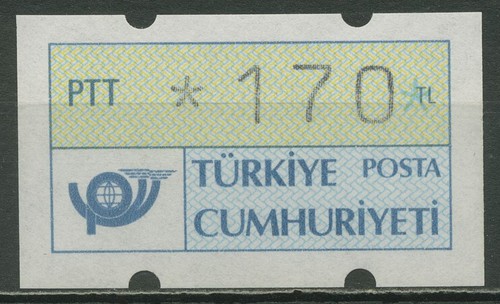 PTT *170*TL
TÜRKİYE POSTA
CUMHURİYETİ